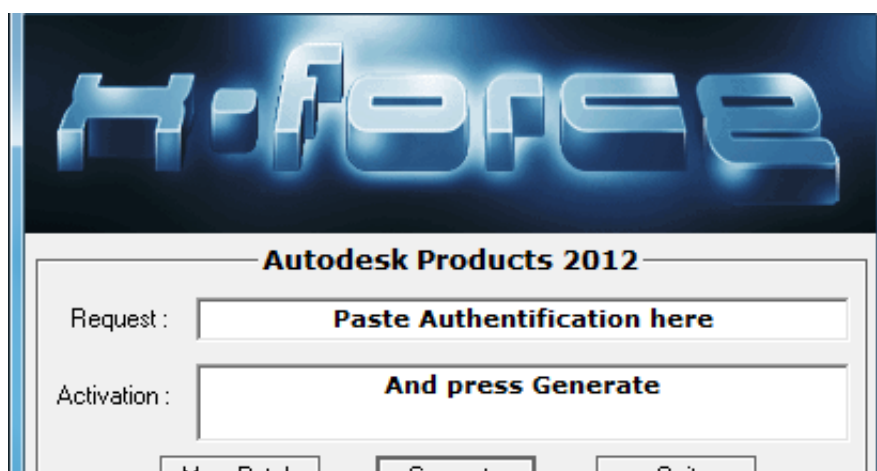 X-force
Autodesk Products 2012
Request :
Paste Authentification here
Activation :
And press Generate